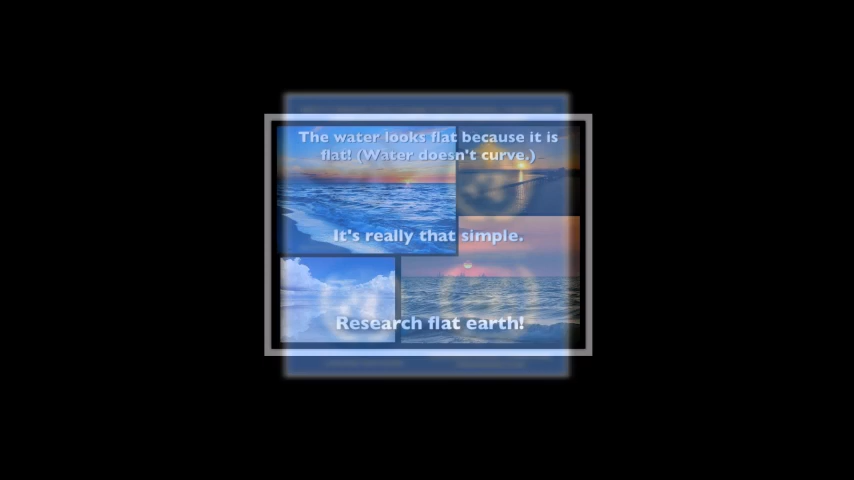 The water looks flat because it is
flat! (Water doesn't curve.)
It's really that simple.
Research flat earth!